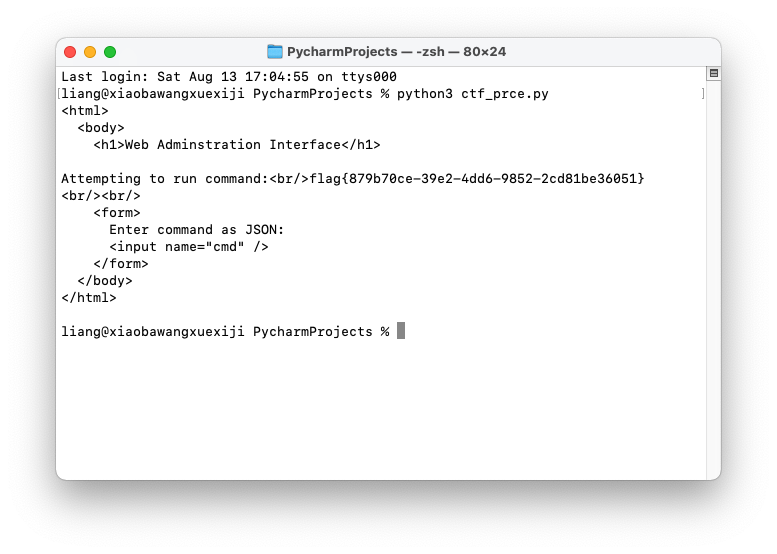 PycharmProjects — -zsh — 80×24
Last login: Sat Aug 13 17:04:55 on ttys000
[liang@xiaobawangxuexiji PycharmProjects % python3 ctf_prce.py ]
<html>
  <body>
    <h1>Web Adminstration Interface</h1>

Attempting to run command:<br/>flag{879b70ce-39e2-4dd6-9852-2cd81be36051}
<br/><br/>
    <form>
      Enter command as JSON:
      <input name="cmd" />
    </form>
  </body>
</html>

liang@xiaobawangxuexiji PycharmProjects %